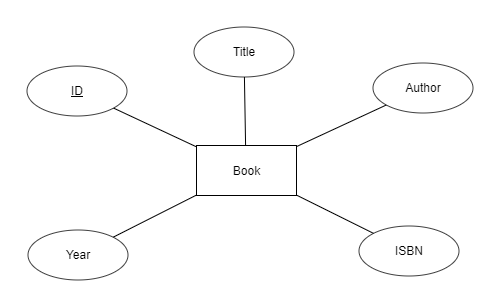 Title
ID
Author
Book
Year
ISBN